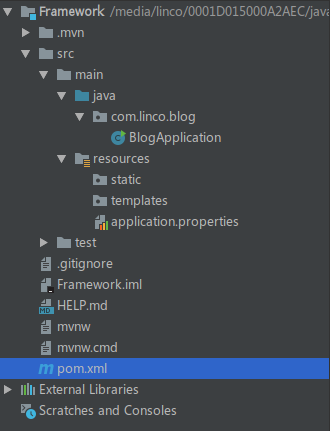 Framework /media/linco/0001D015000A2AEC/java
.mvn
src
main
java
com.linco.blog
BlogApplication
resources
static
templates
application.properties
test
.gitignore
Framework.iml
HELP.md
mvnw
mvnw.cmd
pom.xml
External Libraries
Scratches and Consoles